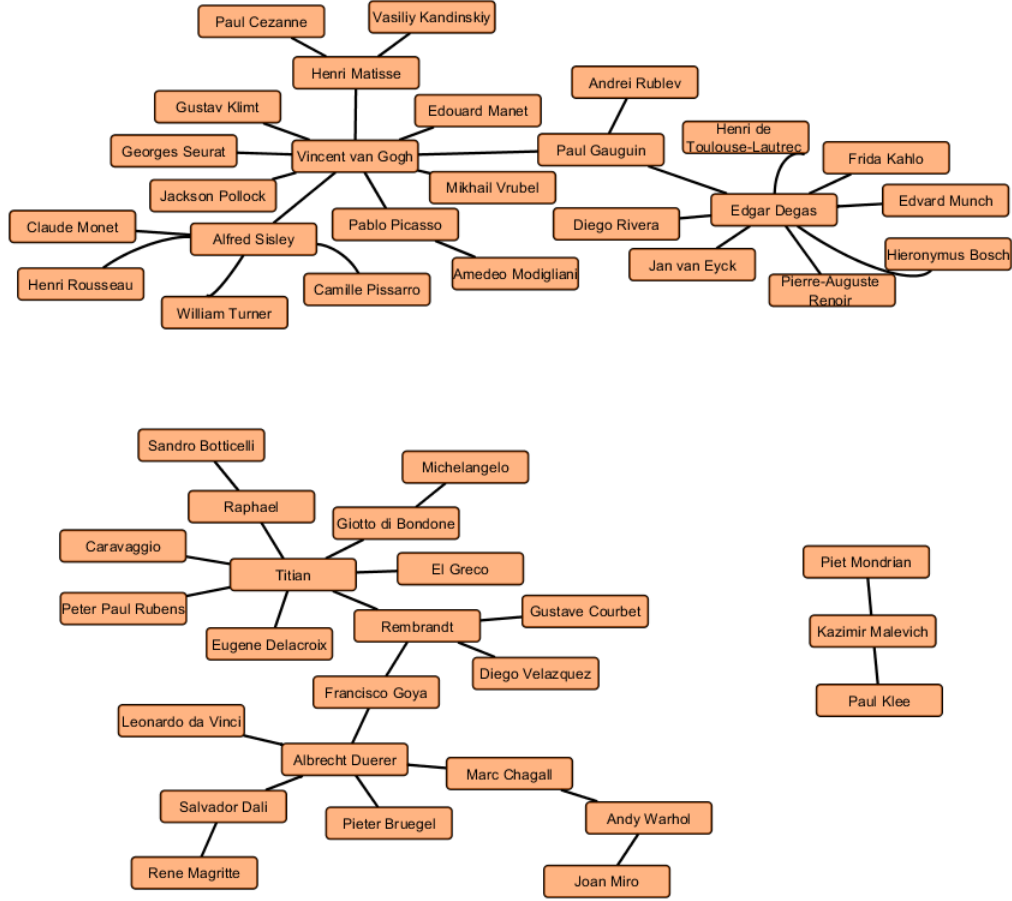 Paul Cezanne
Vasiliy Kandinskiy
Henri Matisse
Andrei Rublev
Gustav Klimt
Edouard Manet
Henri de
Toulouse-Lautrec
Georges Seurat
Vincent van Gogh
Paul Gauguin
Frida Kahlo
Jackson Pollock
Mikhail Vrubel
Edvard Munch
Claude Monet
Alfred Sisley
Pablo Picasso
Diego Rivera
Edgar Degas
Henri Rousseau
Camille Pissarro
Amedeo Modigliani
Jan van Eyck
Hieronymus Bosch
William Turner
Pierre-Auguste
Renoir
Sandro Botticelli
Michelangelo
Raphael
Giotto di Bondone
Caravaggio
Titian
El Greco
Piet Mondrian
Peter Paul Rubens
Rembrandt
Gustave Courbet
Eugene Delacroix
Kazimir Malevich
Diego Velazquez
Francisco Goya
Paul Klee
Leonardo da Vinci
Albrecht Duerer
Marc Chagall
Salvador Dali
Pieter Bruegel
Andy Warhol
Rene Magritte
Joan Miro